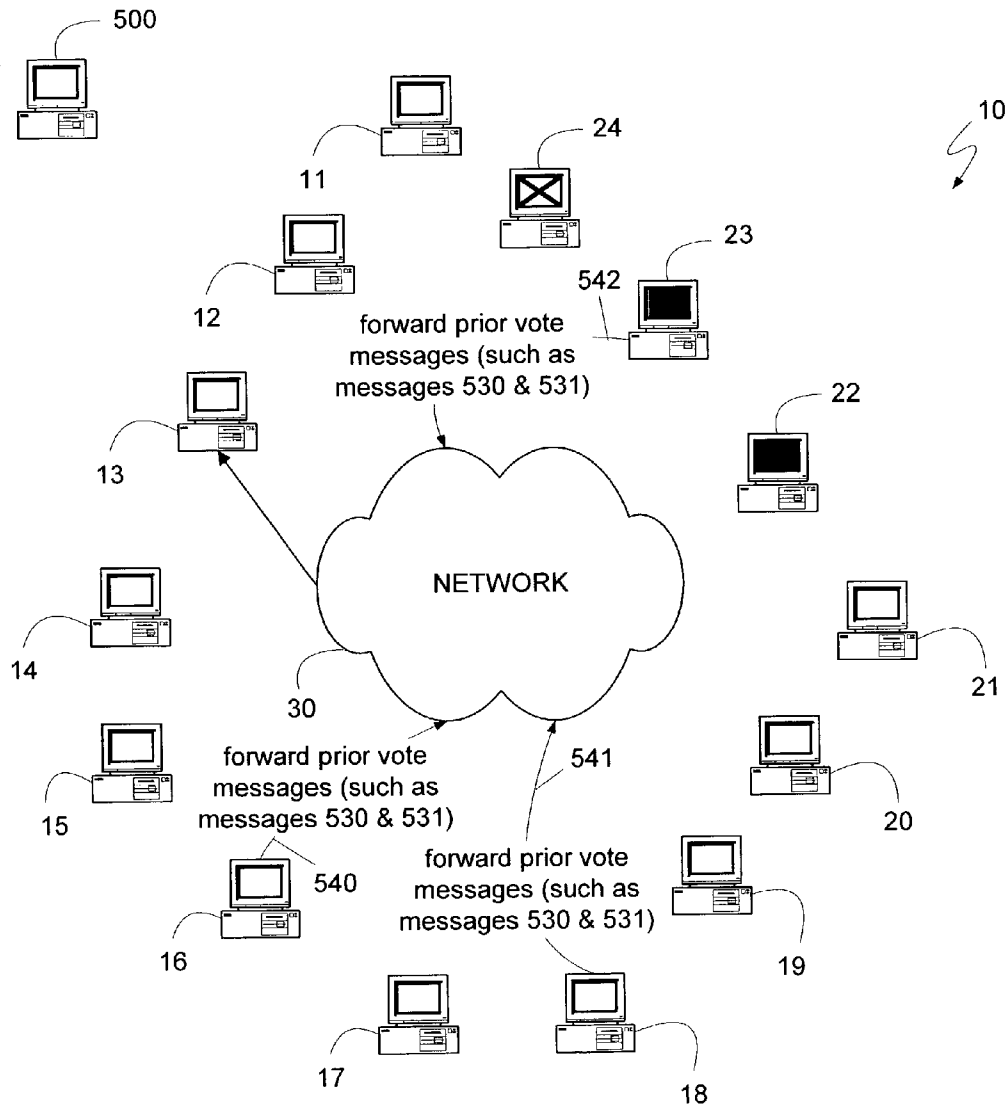 500
10
11
24
23
12
542
forward prior vote
messages (such as
messages 530 & 531)
22
13
NETWORK
14
21
30
forward prior vote
messages (such as
messages 530 & 531)
541
15
20
540
forward prior vote
messages (such as
messages 530 & 531)
16
19
17
18